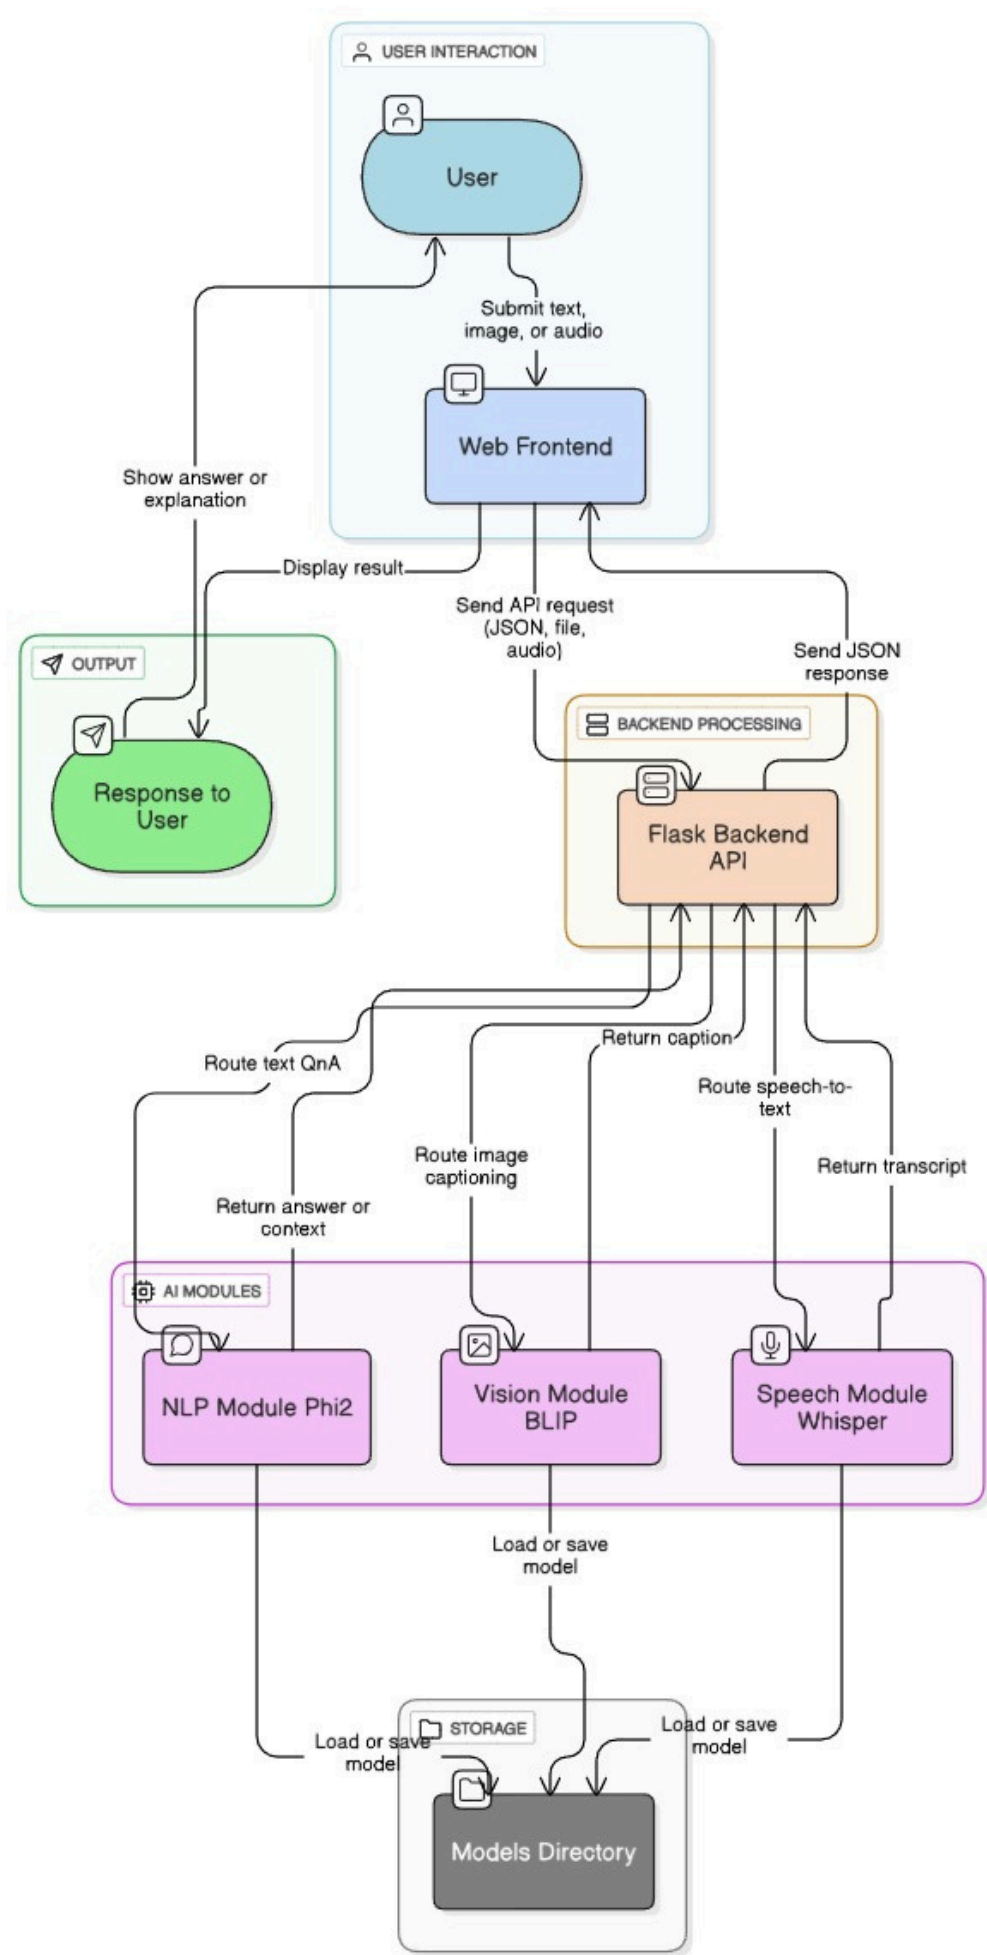 USER INTERACTION
User
Submit text,
image, or audio
Web Frontend
Show answer or
explanation
Display result
Send API request
(JSON, file,
audio)
Send JSON
response
OUTPUT
Response to
User
BACKEND PROCESSING
Flask Backend
API
Route text QnA
Return caption
Route speech-to-
text
Route image
captioning
Return transcript
Return answer or
context
AI MODULES
NLP Module Phi2
Vision Module
BLIP
Speech Module
Whisper
Load or save
model
Load or save
model
Load or save
model
STORAGE
Models Directory